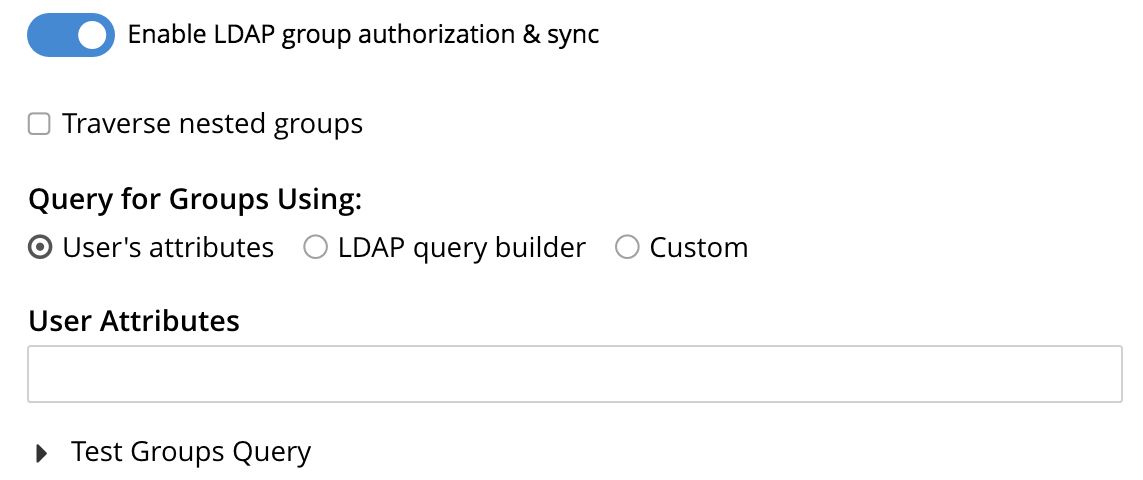 Enable LDAP group authorization & sync
Traverse nested groups
Query for Groups Using:
User's attributes LDAP query builder Custom
User Attributes
Test Groups Query